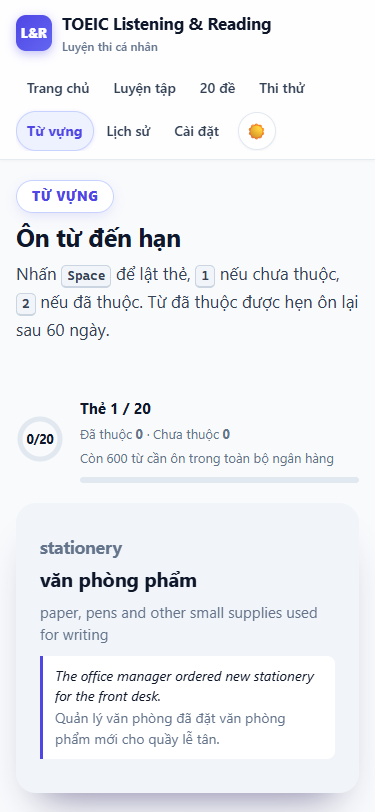 L&R
TOEIC Listening & Reading
Luyện thi cá nhân
Trang chủ Luyện tập 20 đề Thi thử
Từ vựng Lịch sử Cài đặt
TỪ VỰNG
Ôn từ đến hạn
Nhấn Space để lật thẻ, 1 nếu chưa thuộc,
2 nếu đã thuộc. Từ đã thuộc được hẹn ôn lại
sau 60 ngày.
0/20
Thẻ 1 / 20
Đã thuộc 0 · Chưa thuộc 0
Còn 600 từ cần ôn trong toàn bộ ngân hàng
stationery
văn phòng phẩm
paper, pens and other small supplies used
for writing
The office manager ordered new stationery
for the front desk.
Quản lý văn phòng đã đặt văn phòng
phẩm mới cho quầy lễ tân.